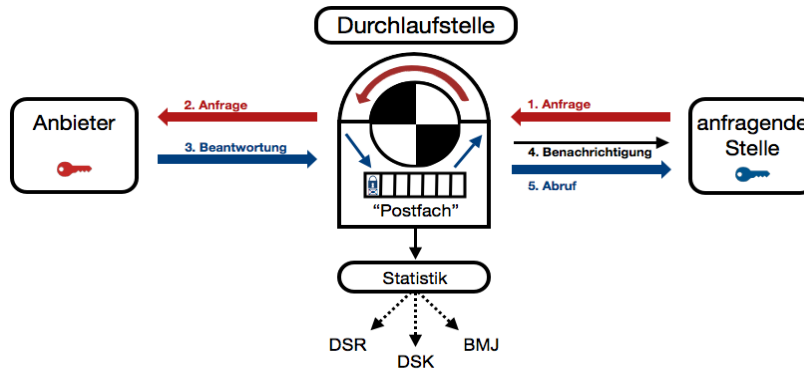 Durchlaufstelle
2. Anfrage
1. Anfrage
Anbieter
anfragende
Stelle
3. Beantwortung
4. Benachrichtigung
5. Abruf
“Postfach”
Statistik
DSR
BMJ
DSK